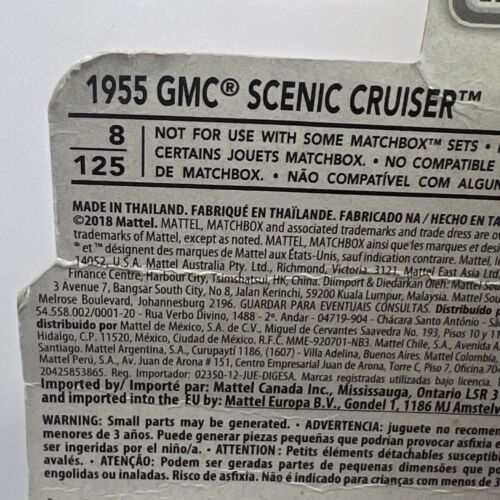 1955 GMC® SCENIC CRUISER™
8
125
NOT FOR USE WITH SOME MATCHBOX™ SETS •
CERTAINS JOUETS MATCHBOX. • NO COMPATIBLE
DE MATCHBOX. • NÃO COMPATÍVEL COM ALGUN
MADE IN THAILAND. FABRIQUÉ EN THAÏLANDE. FABRICADO NA / HECHO EN TA
©2018 Mattel. MATTEL, MATCHBOX and associated trademarks and trade dress are o
trademarks of Mattel, except as noted. MATTEL, MATCHBOX ainsi que les marques et des
® et ™ désignent des marques de Mattel aux États-Unis, sauf indication contraire. Mattel, In
14052, U.S.A. Mattel Australia Pty. Ltd., Richmond, Victoria. 3121. Mattel East Asia Ltd
Finance Centre, Harbour City, Tsimshatsui, HK, China. Diimport & Diedarkan Oleh: Mattel Sou
3 Avenue 7, Bangsar South City, No 8, Jalan Kerinchi, 59200 Kuala Lumpur, Malaysia. Mattel Sou
Melrose Boulevard, Johannesburg 2196. GUARDAR PARA EVENTUAIS CONSULTAS. Distribuído
54.558.002/0001-20 - Rua Verbo Divino, 1488 - 2º Andar - 04719-904 - Chácara Santo Antônio - S
distribuido por Mattel de México, S.A. de C.V., Miguel de Cervantes Saavedra No. 193, Pisos 10 y 11
Hidalgo, C.P. 11520, México, Ciudad de México. R.F.C. MME-920701-NB3. Mattel Chile, S.A., Avenida A
Santiago. Mattel Argentina, S.A., Curupaytí 1186, (1607) - Villa Adelina, Buenos Aires. Mattel Colombia,
Mattel Perú, S.A., Av. Juan de Arona # 151, Centro Empresarial Juan de Arona, Torre C, Piso 7, Oficina 704
20425853865. Reg. Importador: 02350-12-JUE-DIGESA. Marcas registradas utilizadas bajo licencia.
Imported by/ Importé par: Mattel Canada Inc., Mississauga, Ontario L5R 3
and imported into the EU by: Mattel Europa B.V., Gondel 1, 1186 MJ Amstelv
WARNING: Small parts may be generated. • ADVERTENCIA: juguete no recomen
menores de 3 años. Puede generar piezas pequeñas que podrían provocar asfixia e
ser ingeridas por el niño/a. • ATTENTION : Petits éléments détachables susceptibl
avalés. • ATENÇÃO: Podem ser geradas partes de pequenas dimensões que po
engolidas ou inaladas. Risco de asfixia. Não é indicado para crianças com menos de 3